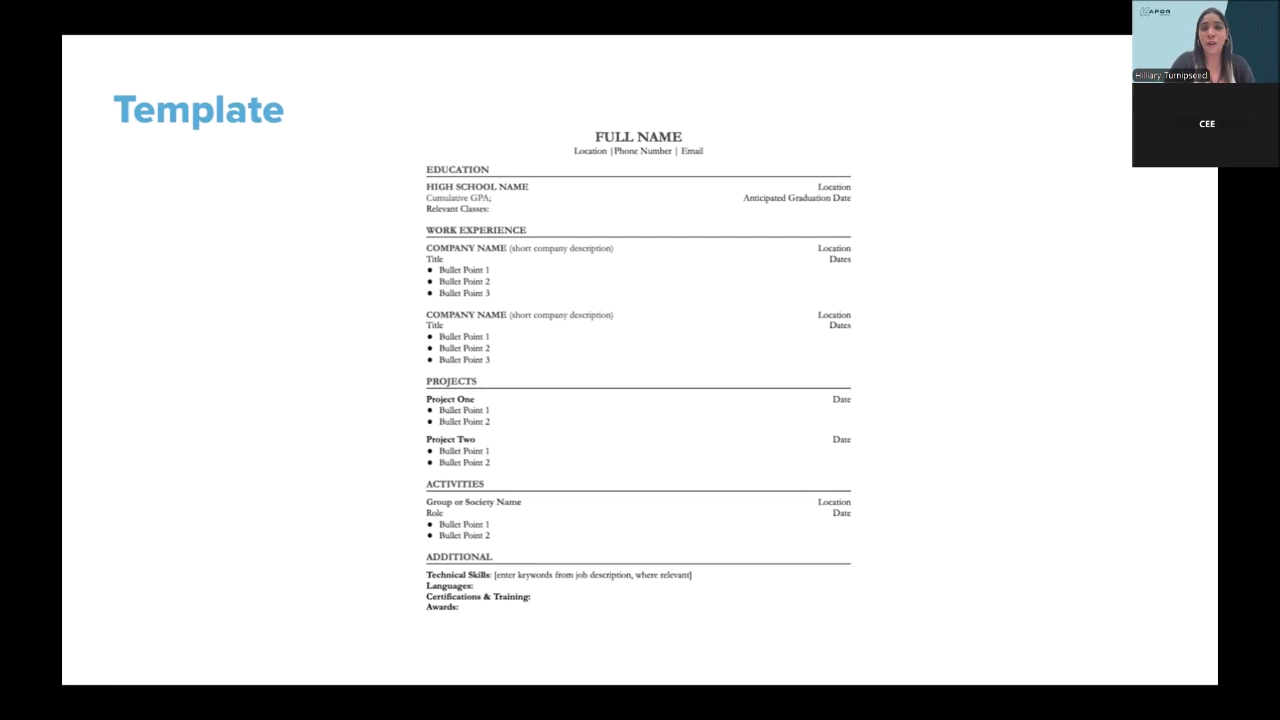 Template
FULL NAME
Location |Phone Number | Email
EDUCATION
HIGH SCHOOL NAME Location
Cumulative GPA; Anticipated Graduation Date
Relevant Classes:
WORK EXPERIENCE
COMPANY NAME (short company description) Location
Title Dates
● Bullet Point 1
● Bullet Point 2
● Bullet Point 3
COMPANY NAME (short company description) Location
Title Dates
● Bullet Point 1
● Bullet Point 2
● Bullet Point 3
PROJECTS
Project One Date
● Bullet Point 1
● Bullet Point 2
Project Two Date
● Bullet Point 1
● Bullet Point 2
ACTIVITIES
Group or Society Name Location
Role Date
● Bullet Point 1
● Bullet Point 2
ADDITIONAL
Technical Skills: [enter keywords from job description, where relevant]
Languages:
Certifications & Training:
Awards:
Hilliary Turnipseed
CEE